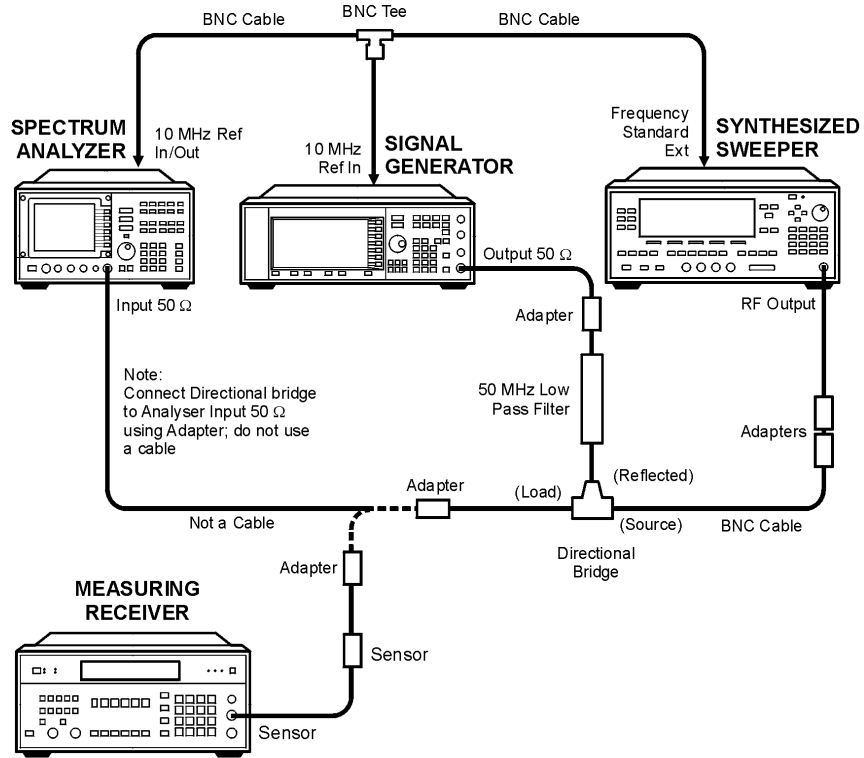 BNC Cable
BNC Tee
BNC Cable
SPECTRUM
ANALYZER
10 MHz Ref
In/Out
10 MHz
Ref In
SIGNAL
GENERATOR
Frequency
Standard
Ext
SYNTHESIZED
SWEEPER
Input 50 Ω
Output 50 Ω
RF Output
Adapter
Note:
Connect Directional bridge
to Analyser Input 50 Ω
using Adapter; do not use
a cable
50 MHz Low
Pass Filter
Adapters
Adapter
(Load)
(Reflected)
Not a Cable
(Source)
BNC Cable
Directional
Bridge
Adapter
MEASURING
RECEIVER
Sensor
Sensor